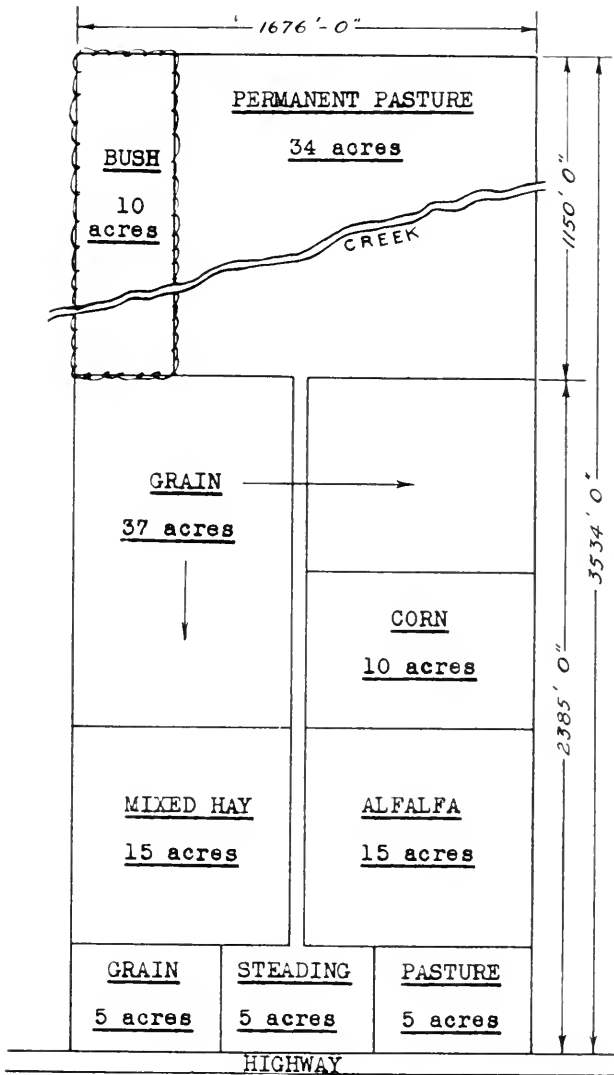 1676'-0"
PERMANENT PASTURE
34 acres
BUSH
10
acres
CREEK
1150' 0"
GRAIN
37 acres
3534' 0"
CORN
10 acres
2385' 0"
MIXED HAY
15 acres
ALFALFA
15 acres
GRAIN
5 acres
STEADING
5 acres
PASTURE
5 acres
HIGHWAY